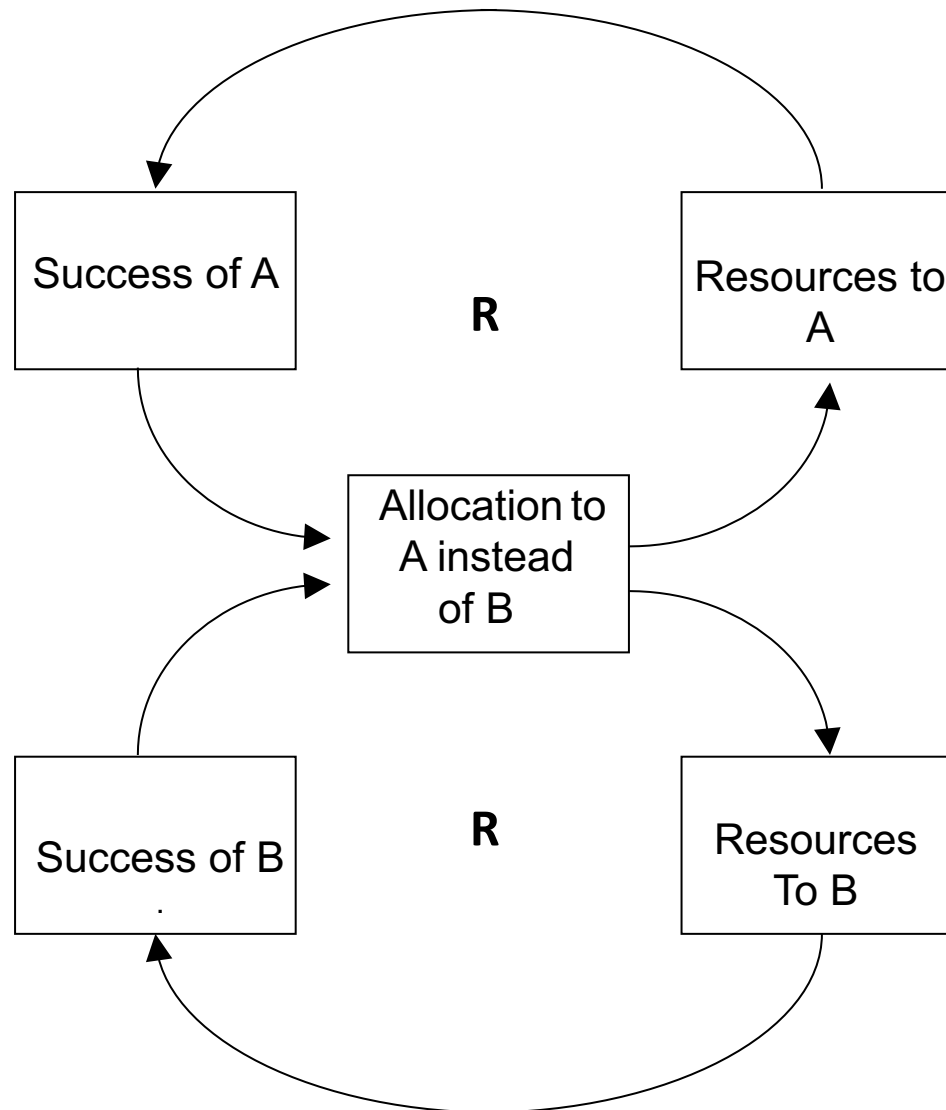 Success of A
Resources to
A
R
Allocation to
A instead
of B
Success of B
.
R
Resources
To B